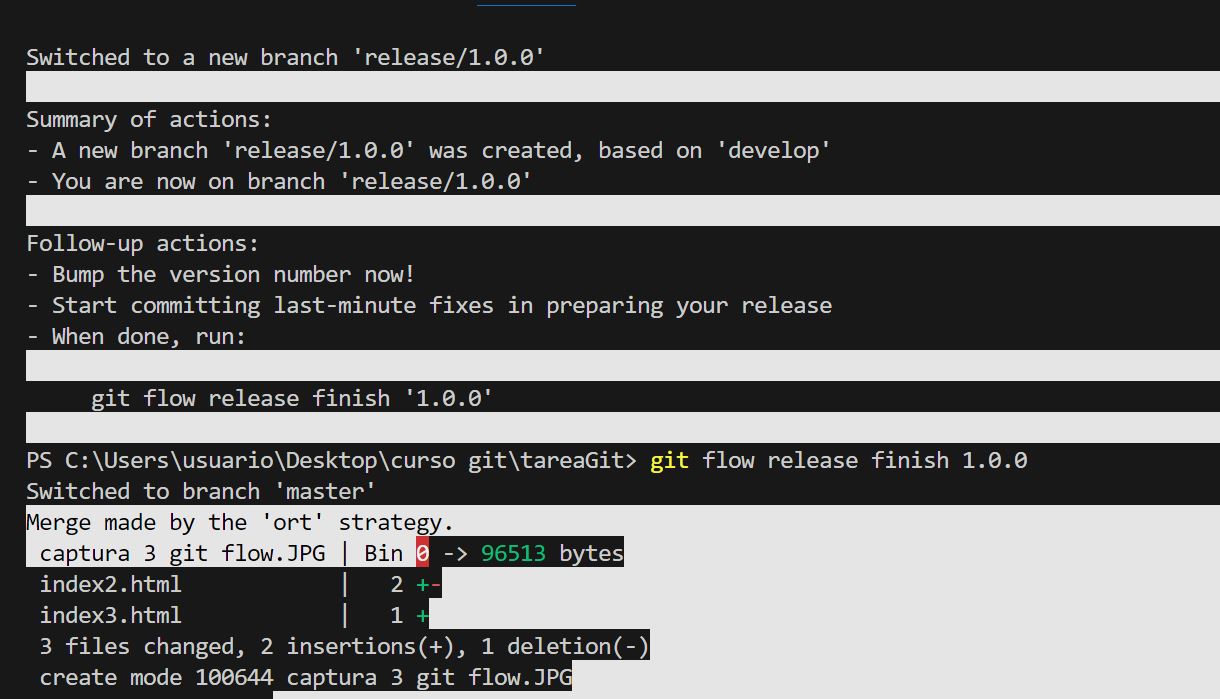 Switched to a new branch 'release/1.0.0'
Summary of actions:
- A new branch 'release/1.0.0' was created, based on 'develop'
- You are now on branch 'release/1.0.0'
Follow-up actions:
- Bump the version number now!
- Start committing last-minute fixes in preparing your release
- When done, run:
git flow release finish '1.0.0'
PS C:\Users\usuario\Desktop\curso git\tareaGit> git flow release finish 1.0.0
Switched to branch 'master'
Merge made by the 'ort' strategy.
captura 3 git flow.JPG | Bin 0 -> 96513 bytes
index2.html | 2 +-
index3.html | 1 +
3 files changed, 2 insertions(+), 1 deletion(-)
create mode 100644 captura 3 git flow.JPG